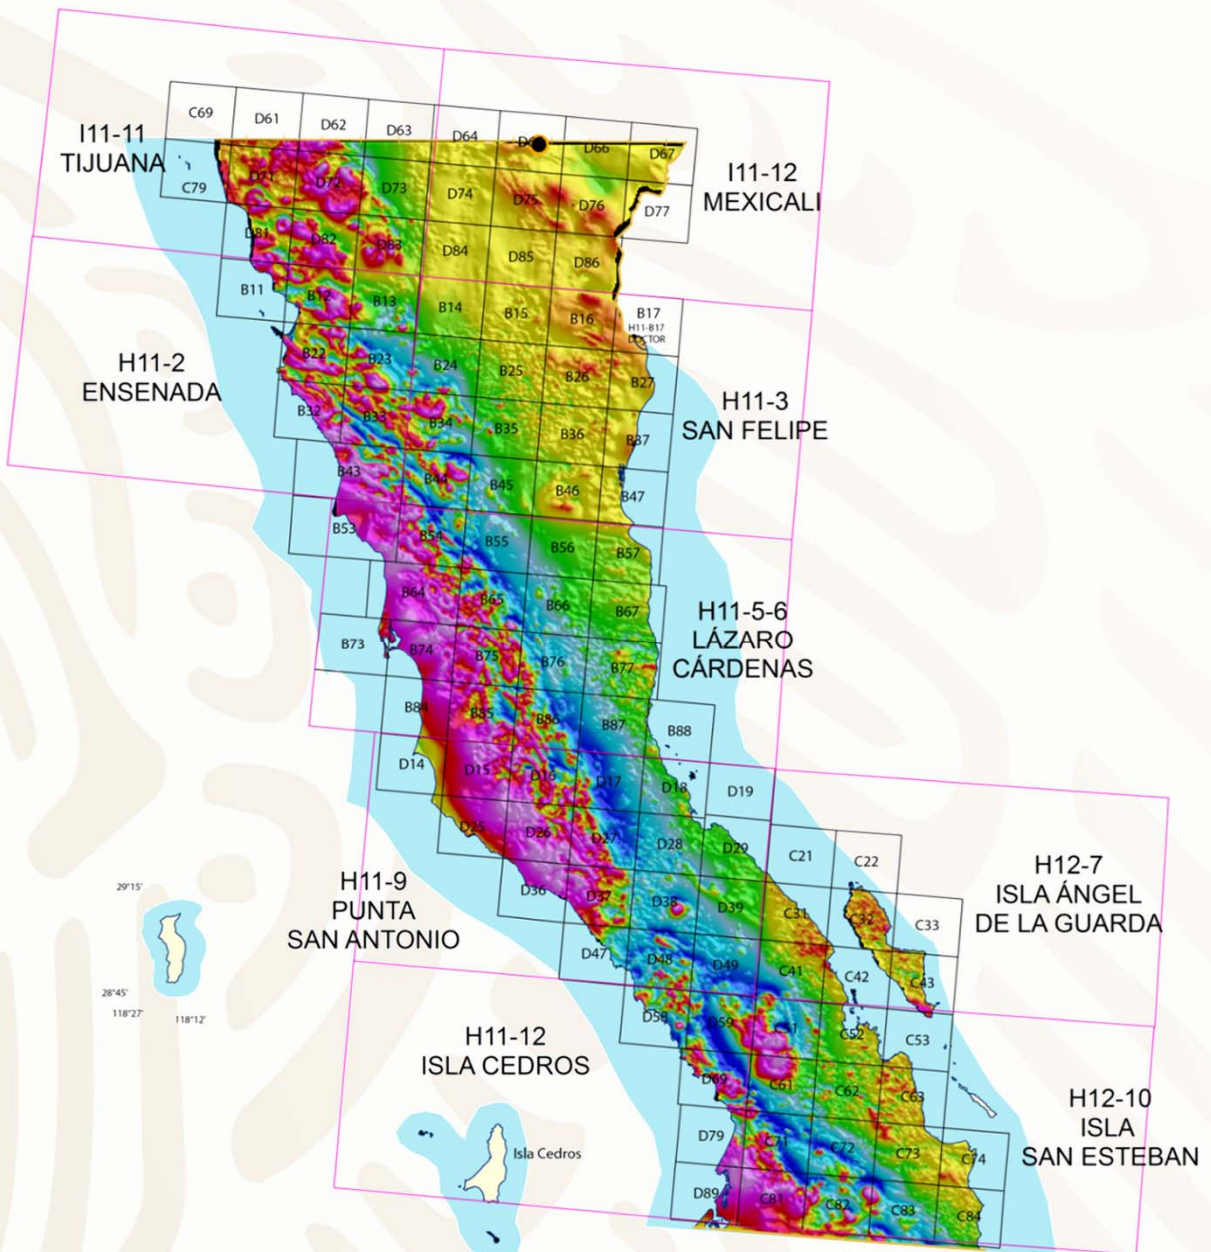 C69
D61
D62
D63
D64
D66
D67
I11-11
TIJUANA
C79
D71
D72
D73
D74
D75
D76
D77
I11-12
MEXICALI
D81
D82
D83
D84
D85
D86
B11
B12
B13
B14
B15
B16
B17
H11-B17
DOCTOR
H11-2
ENSENADA
B22
B23
B24
B25
B26
B27
H11-3
SAN FELIPE
B32
B33
B34
B35
B36
B37
B43
B44
B45
B46
B47
B53
B54
B55
B56
B57
B64
B65
B66
B67
H11-5-6
LÁZARO
CÁRDENAS
B73
B74
B75
B76
B77
B84
B85
B86
B87
B88
D14
D15
D16
D17
D18
D19
D25
D26
D27
D28
D29
C21
C22
H12-7
ISLA ÁNGEL
DE LA GUARDA
H11-9
PUNTA
SAN ANTONIO
29°15'
28°45'
118°27'
118°12'
D36
D37
D38
D39
C31
C32
C33
D47
D48
D49
C41
C42
C43
H11-12
ISLA CEDROS
D58
D59
C51
C52
C53
D69
C61
C62
C63
H12-10
ISLA
SAN ESTEBAN
Isla Cedros
D79
C71
C72
C73
C74
D89
C81
C82
C83
C84